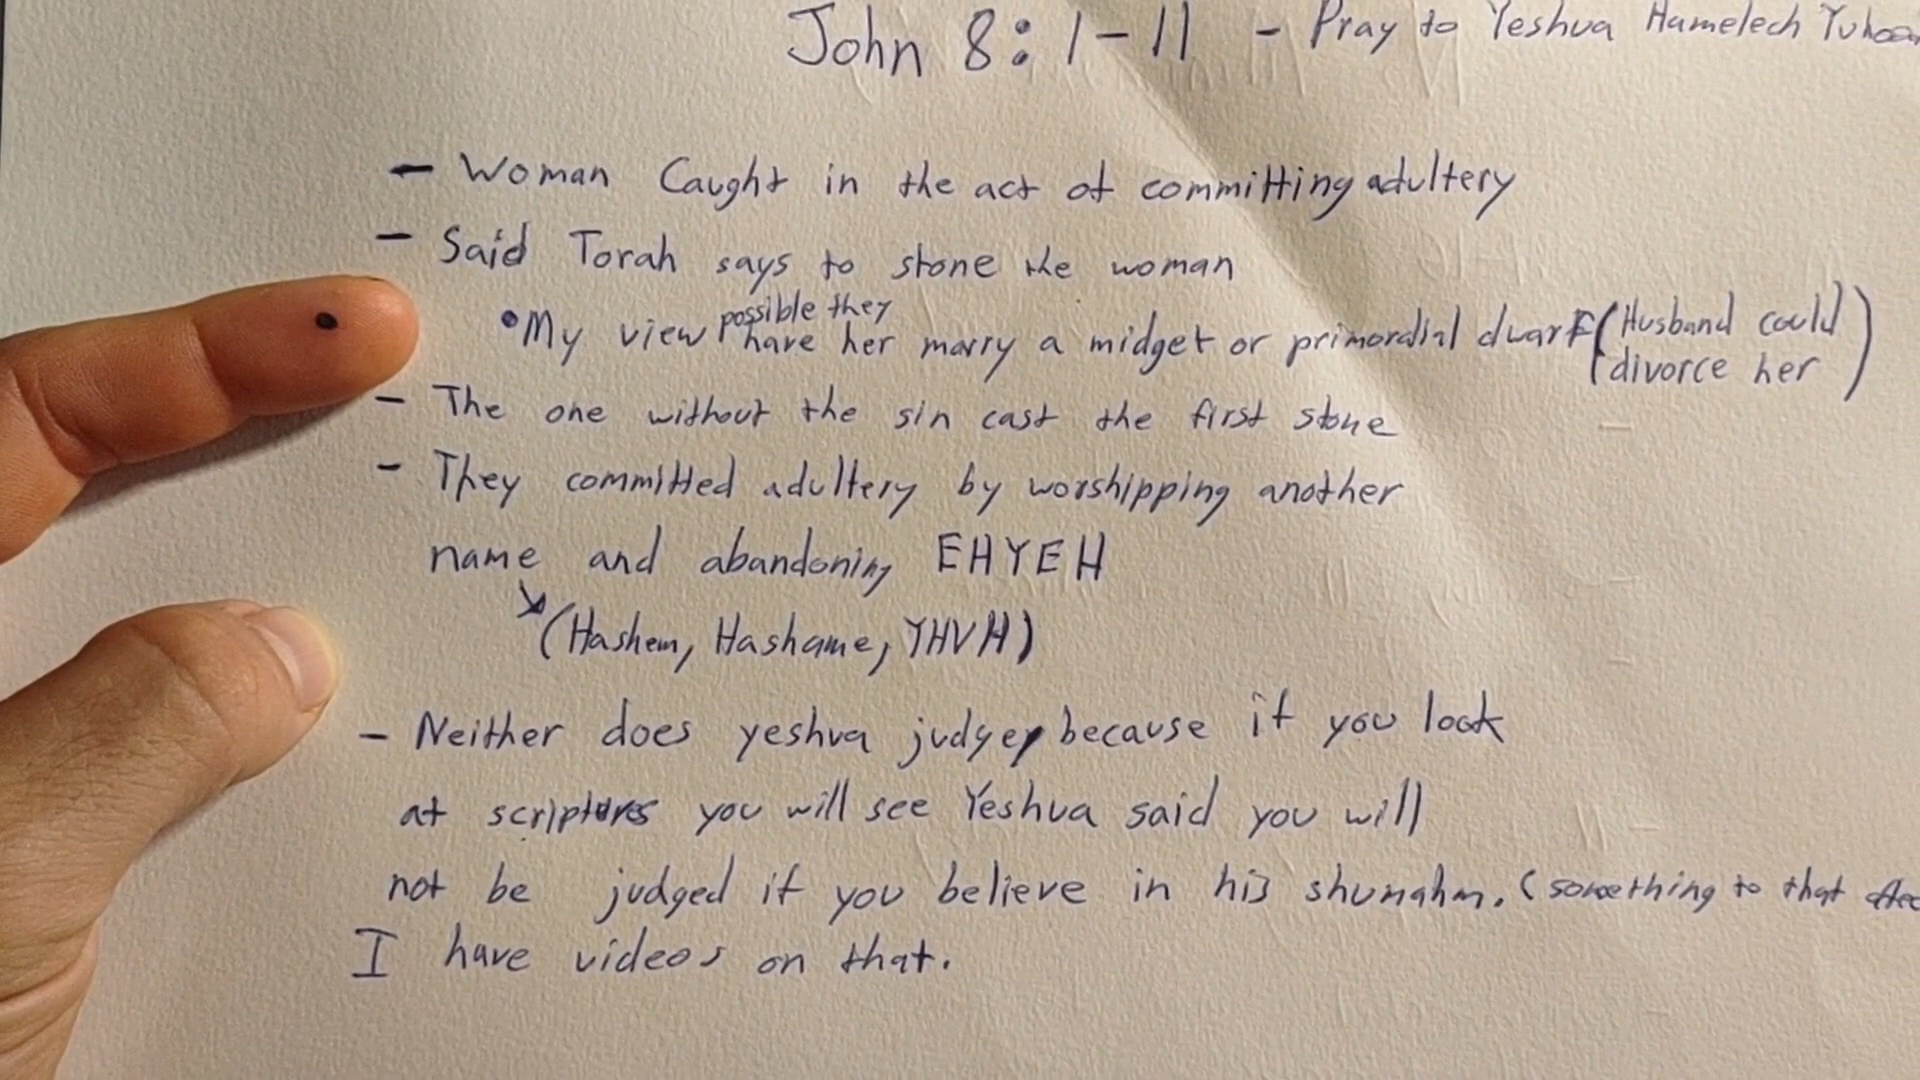 John 8:1-11 - Pray to Yeshua Hamelech
- Woman Caught in the act of committing adultery
- Said Torah says to stone the woman
•My view possible they have her marry a midget or primordial dwarf (Husband could divorce her)
- The one without the sin cast the first stone
- They committed adultery by worshipping another
name and abandoning EHYEH
(Hashem, Hashame, YHVH)
- Neither does yeshua judge because if you look
at scriptures you will see Yeshua said you will
not be judged if you believe in his shumahm. (something to that
I have videos on that.